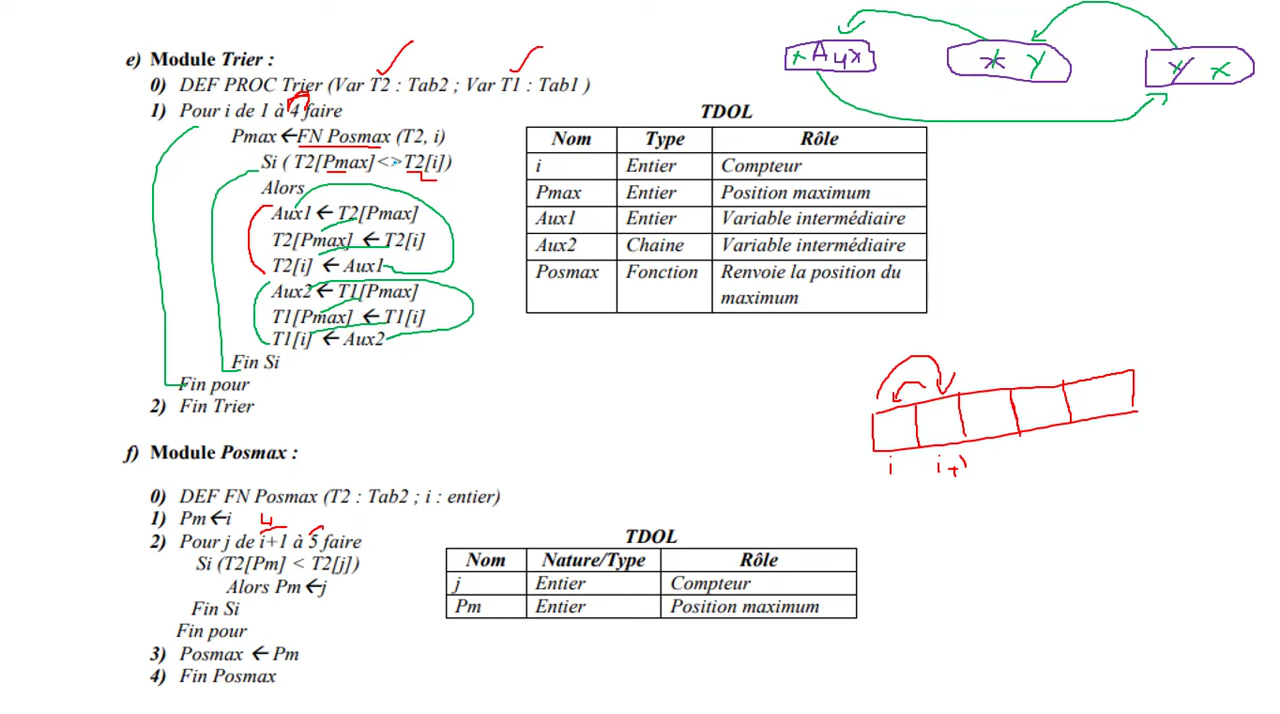 e) Module Trier :
0) DEF PROC Trier (Var T2 : Tab2 ; Var T1 : Tab1 )
1) Pour i de 1 à 4 faire
Pmax ← FN Posmax (T2, i)
Si ( T2[Pmax]<>T2[i])
Alors
Aux1 ← T2[Pmax]
T2[Pmax] ← T2[i]
T2[i] ← Aux1
Aux2 ← T1[Pmax]
T1[Pmax] ← T1[i]
T1[i] ← Aux2
Fin Si
Fin pour
2) Fin Trier
TDOL
Nom Type Rôle
i Entier Compteur
Pmax Entier Position maximum
Aux1 Entier Variable intermédiaire
Aux2 Chaine Variable intermédiaire
Posmax Fonction Renvoie la position du
maximum
x Aux
x y
y x
i i+1
f) Module Posmax :
0) DEF FN Posmax (T2 : Tab2 ; i : entier)
1) Pm ← i
4
2) Pour j de i+1 à 5 faire
Si (T2[Pm] < T2[j])
Alors Pm ← j
Fin Si
Fin pour
3) Posmax ← Pm
4) Fin Posmax
TDOL
Nom Nature/Type Rôle
j Entier Compteur
Pm Entier Position maximum